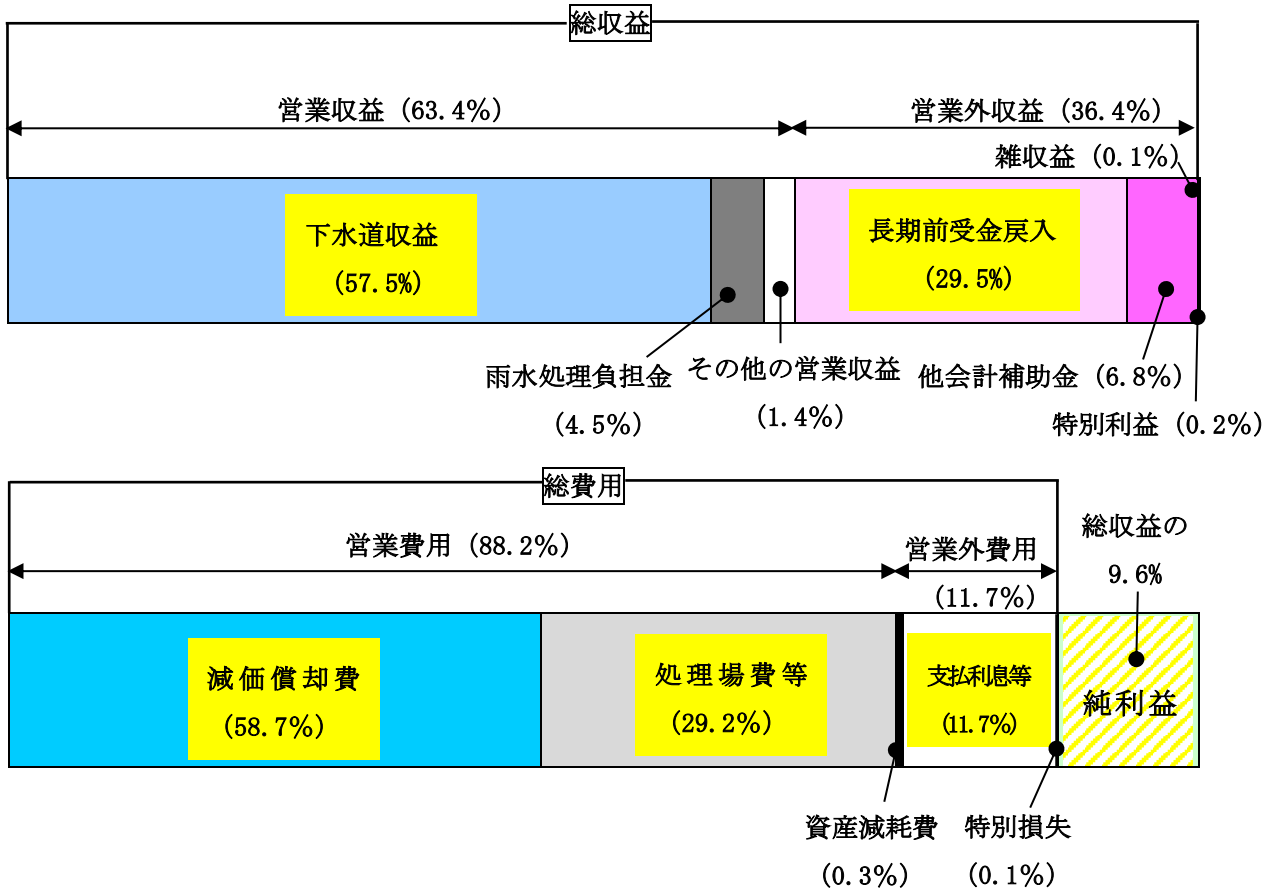 総収益
営業収益（63.4%）
営業外収益（36.4%）
雑収益（0.1%）
下水道収益
（57.5%）
長期前受金戻入
（29.5%）
雨水処理負担金
（4.5%）
その他の営業収益
（1.4%）
他会計補助金（6.8%）
特別利益（0.2%）
総費用
営業費用（88.2%）
営業外費用
（11.7%）
総収益の
9.6%
減価償却費
（58.7%）
処理場費等
（29.2%）
支払利息等
（11.7%）
純利益
資産減耗費
（0.3%）
特別損失
（0.1%）